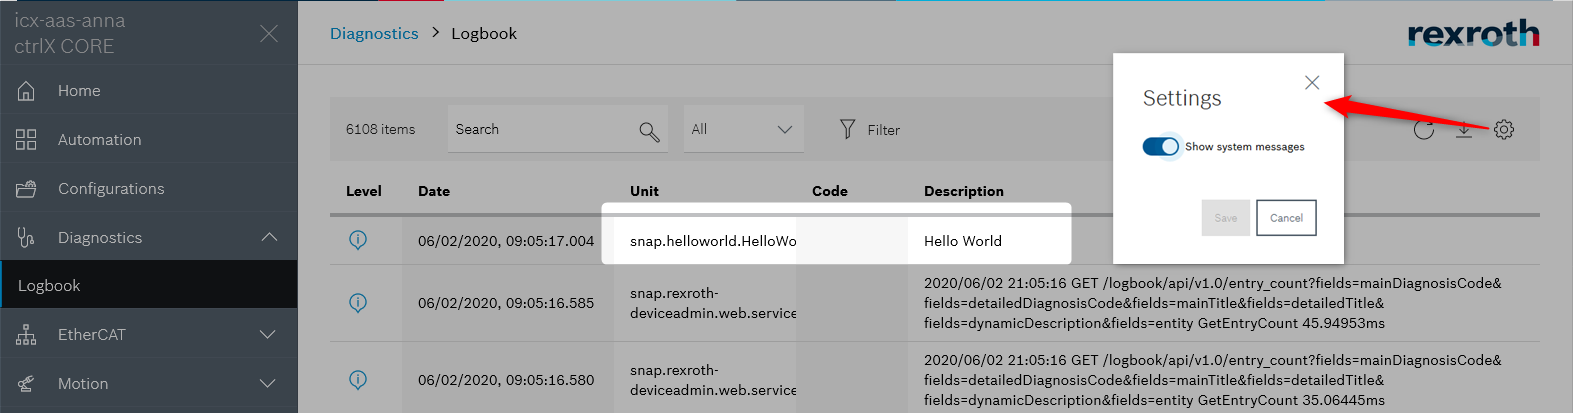 icx-aas-anna
ctrlX CORE
Home
Automation
Configurations
Diagnostics
Logbook
EtherCAT
Motion
Diagnostics > Logbook
rexroth
6108 items
Search
All
Filter
Level Date Unit Code Description
06/02/2020, 09:05:17.004 snap.helloworld.HelloWo Hello World
06/02/2020, 09:05:16.585
snap.rexroth-
deviceadmin.web.service
2020/06/02 21:05:16 GET /logbook/api/v1.0/entry_count?fields=mainDiagnosisCode&
fields=detailedDiagnosisCode&fields=mainTitle&fields=detailedTitle&
fields=dynamicDescription&fields=entity GetEntryCount 45.94953ms
06/02/2020, 09:05:16.580
snap.rexroth-
deviceadmin.web.service
2020/06/02 21:05:16 GET /logbook/api/v1.0/entry_count?fields=mainDiagnosisCode&
fields=detailedDiagnosisCode&fields=mainTitle&fields=detailedTitle&
fields=dynamicDescription&fields=entity GetEntryCount 35.06445ms
Settings
Show system messages
Save
Cancel